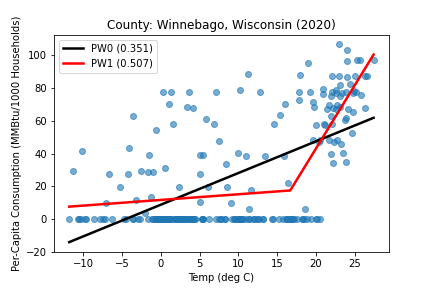 County: Winnebago, Wisconsin (2020)
PW0 (0.351)
PW1 (0.507)
Per-Capita Consumption (MMBtu/1000 Households)
100
80
60
40
20
0
−20
−10 −5 0 5 10 15 20 25
Temp (deg C)